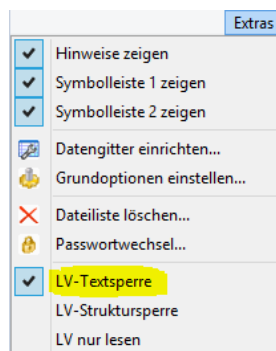 Extras
Hinweise zeigen
Symbolleiste 1 zeigen
Symbolleiste 2 zeigen
Datengitter einrichten...
Grundoptionen einstellen...
Dateiliste löschen...
Passwortwechsel...
LV-Textsperre
LV-Struktursperre
LV nur lesen